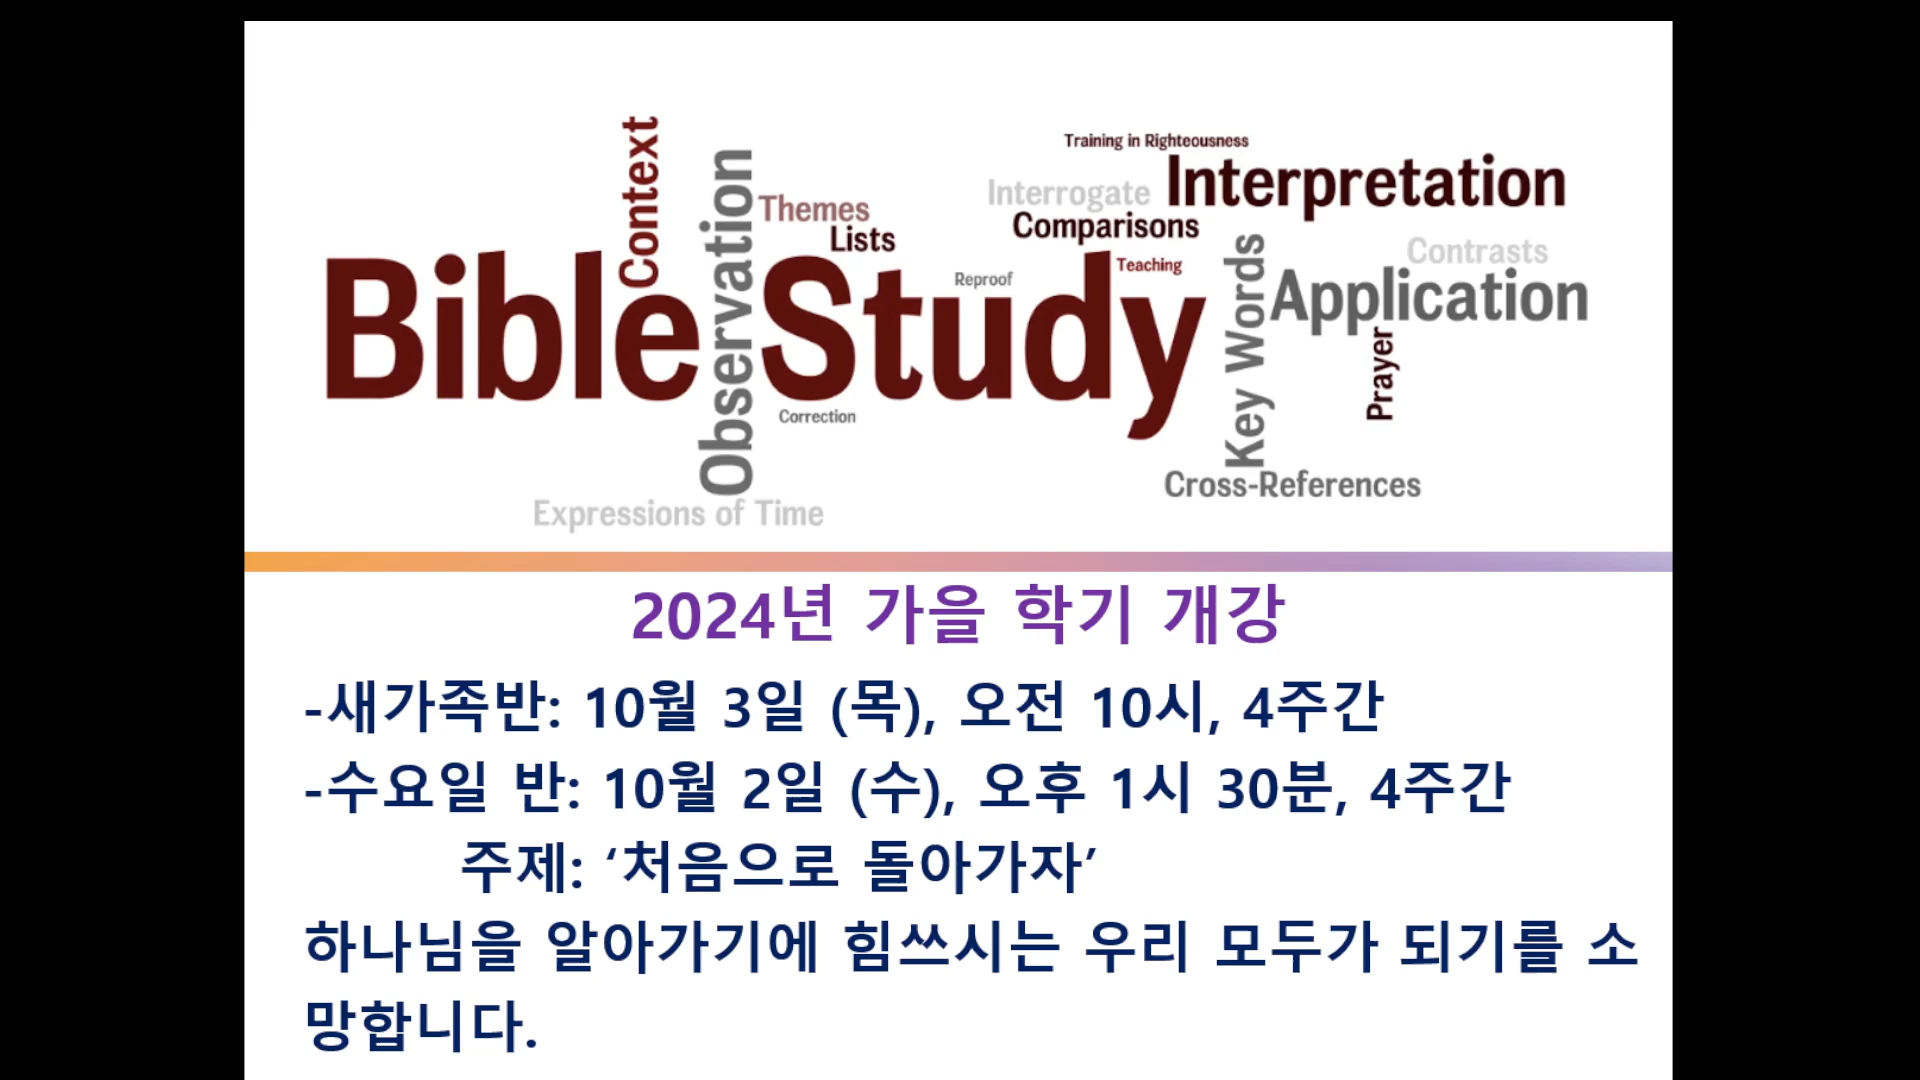 Training in Righteousness
Context
Observation
Themes
Lists
Interrogate
Interpretation
Comparisons
Contrasts
Bible Study
Reproof
Teaching
Key Words
Application
Prayer
Correction
Cross-References
Expressions of Time
2024년 가을 학기 개강
-새가족반: 10월 3일 (목), 오전 10시, 4주간
-수요일 반: 10월 2일 (수), 오후 1시 30분, 4주간
주제: ‘처음으로 돌아가자’
하나님을 알아가기에 힘쓰시는 우리 모두가 되기를 소
망합니다.